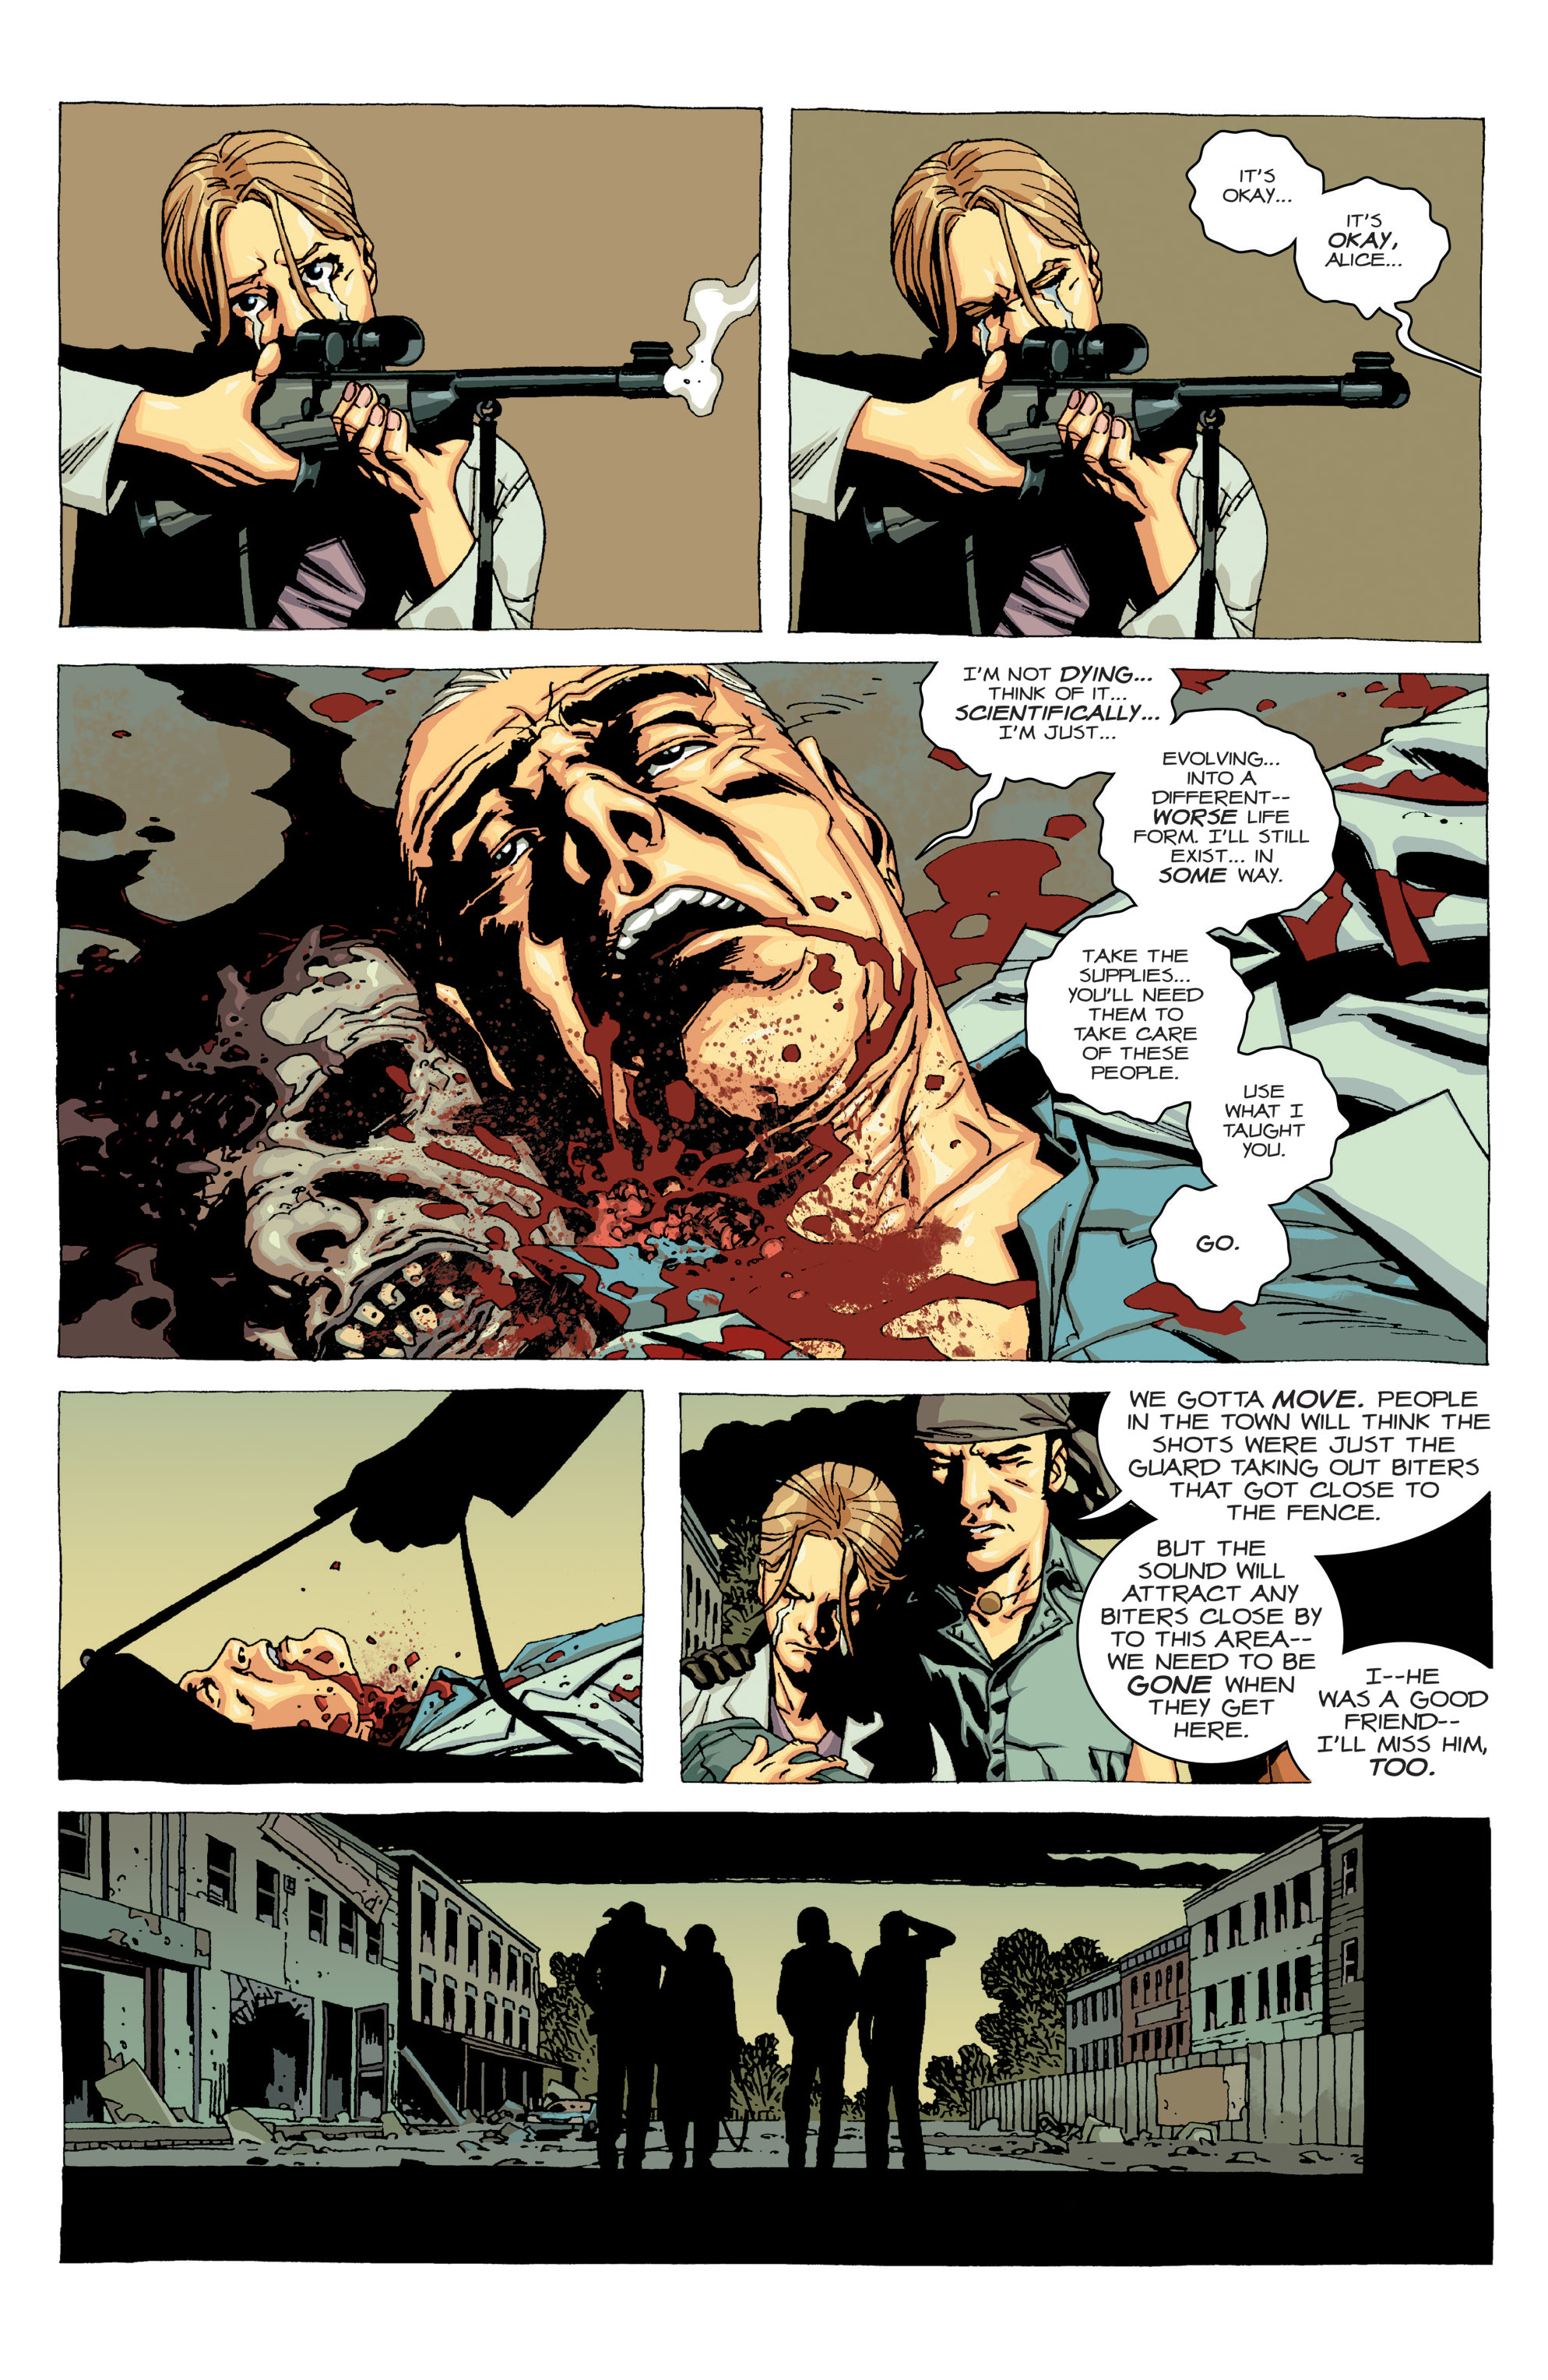 IT'S
OKAY...
IT'S
OKAY,
ALICE...
I'M NOT DYING...
THINK OF IT...
SCIENTIFICALLY...
I'M JUST...
EVOLVING...
INTO A
DIFFERENT--
WORSE LIFE
FORM. I'LL STILL
EXIST... IN
SOME WAY.
TAKE THE
SUPPLIES...
YOU'LL NEED
THEM TO
TAKE CARE
OF THESE
PEOPLE.
USE
WHAT I
TAUGHT
YOU.
GO.
WE GOTTA MOVE. PEOPLE
IN THE TOWN WILL THINK THE
SHOTS WERE JUST THE
GUARD TAKING OUT BITERS
THAT GOT CLOSE TO
THE FENCE.
BUT THE
SOUND WILL
ATTRACT ANY
BITERS CLOSE BY
TO THIS AREA--
WE NEED TO BE
GONE WHEN
THEY GET
HERE.
I--HE
WAS A GOOD
FRIEND--
I'LL MISS HIM,
TOO.